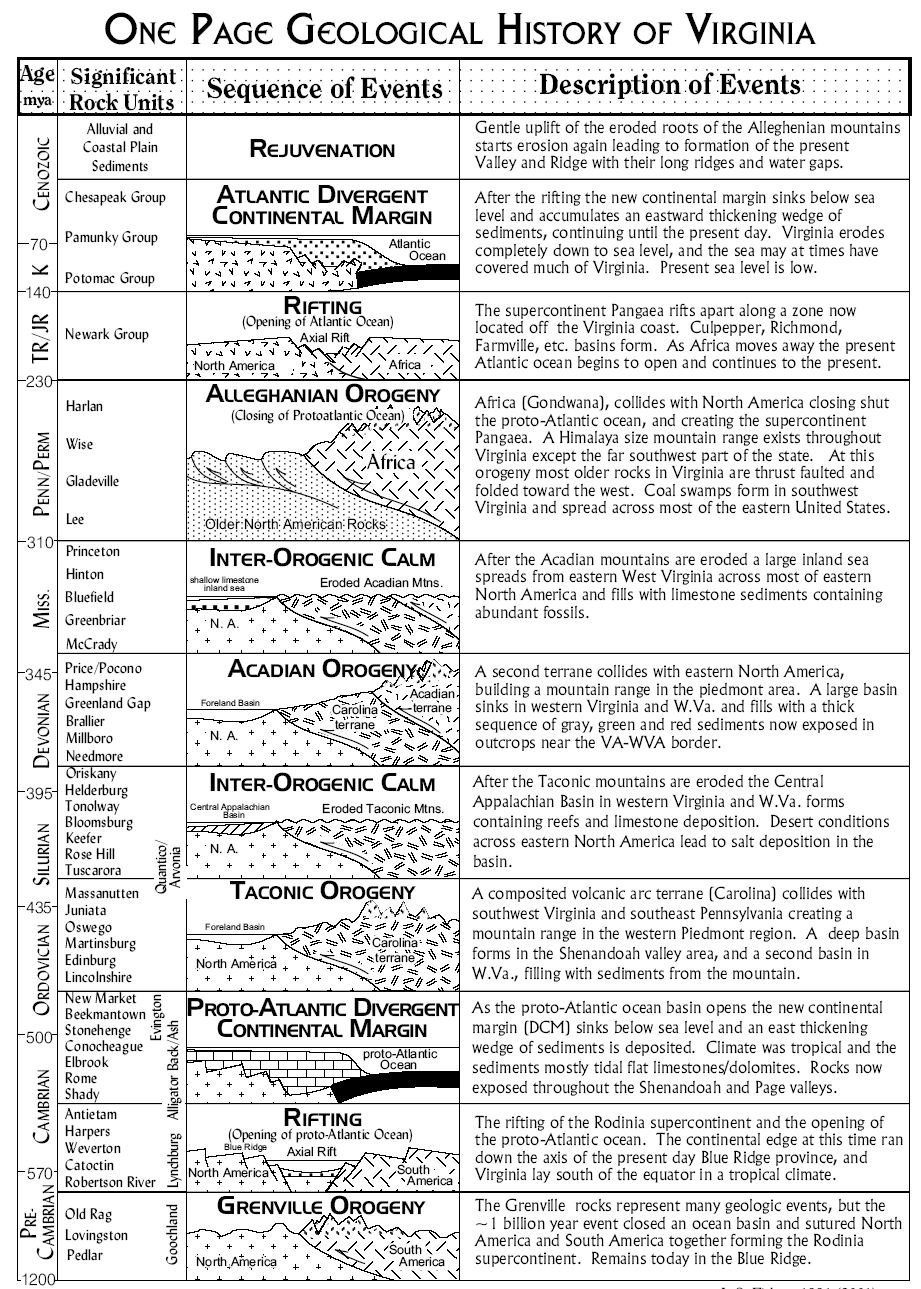 ONE PAGE GEOLOGICAL HISTORY OF VIRGINIA
Age
mya
Significant
Rock Units
Sequence of Events
Description of Events
CENOZOIC
Alluvial and
Coastal Plain
Sediments
REJUVENATION
Gentle uplift of the eroded roots of the Alleghenian mountains
starts erosion again leading to formation of the present
Valley and Ridge with their long ridges and water gaps.
Chesapeak Group
Pamunky Group
Potomac Group
70
K
140
ATLANTIC DIVERGENT
CONTINENTAL MARGIN
Atlantic
Ocean
After the rifting the new continental margin sinks below sea
level and accumulates an eastward thickening wedge of
sediments, continuing until the present day. Virginia erodes
completely down to sea level, and the sea may at times have
covered much of Virginia. Present sea level is low.
TR/JR
230
Newark Group
RIFTING
(Opening of Atlantic Ocean)
Axial Rift
North America
Africa
The supercontinent Pangaea rifts apart along a zone now
located off the Virginia coast. Culpepper, Richmond,
Farmville, etc. basins form. As Africa moves away the present
Atlantic ocean begins to open and continues to the present.
PENN/PERM
310
Harlan
Wise
Gladeville
Lee
ALLEGHANIAN OROGENY
(Closing of Protoatlantic Ocean)
Africa
Older North American Rocks
Africa (Gondwana), collides with North America closing shut
the proto-Atlantic ocean, and creating the supercontinent
Pangaea. A Himalaya size mountain range exists throughout
Virginia except the far southwest part of the state. At this
orogeny most older rocks in Virginia are thrust faulted and
folded toward the west. Coal swamps form in southwest
Virginia and spread across most of the eastern United States.
MISS.
Princeton
Hinton
Bluefield
Greenbriar
McCrady
INTER-OROGENIC CALM
shallow limestone
inland sea
Eroded Acadian Mtns.
N. A.
After the Acadian mountains are eroded a large inland sea
spreads from eastern West Virginia across most of eastern
North America and fills with limestone sediments containing
abundant fossils.
345
DEVONIAN
Price/Pocono
Hampshire
Greenland Gap
Brallier
Millboro
Needmore
ACADIAN OROGENY
Foreland Basin
Carolina
terrane
Acadian
terrane
N. A.
A second terrane collides with eastern North America,
building a mountain range in the piedmont area. A large basin
sinks in western Virginia and W.Va. and fills with a thick
sequence of gray, green and red sediments now exposed in
outcrops near the VA-WVA border.
395
SILURIAN
Oriskany
Helderburg
Tonolway
Bloomsburg
Keefer
Rose Hill
Tuscarora
Quantico/
Arvonia
INTER-OROGENIC CALM
Central Appalachian
Basin
Eroded Taconic Mtns.
N. A.
After the Taconic mountains are eroded the Central
Appalachian Basin in western Virginia and W.Va. forms
containing reefs and limestone deposition. Desert conditions
across eastern North America lead to salt deposition in the
basin.
435
ORDOVICIAN
Massanutten
Juniata
Oswego
Martinsburg
Edinburg
Lincolnshire
TACONIC OROGENY
Foreland Basin
North America
Carolina
terrane
A composited volcanic arc terrane (Carolina) collides with
southwest Virginia and southeast Pennsylvania creating a
mountain range in the western Piedmont region. A deep basin
forms in the Shenandoah valley area, and a second basin in
W.Va., filling with sediments from the mountain.
500
CAMBRIAN
New Market
Beekmantown
Stonehenge
Conocheague
Elbrook
Rome
Shady
Evington
Alligator Back/Ash
PROTO-ATLANTIC DIVERGENT
CONTINENTAL MARGIN
proto-Atlantic
Ocean
As the proto-Atlantic ocean basin opens the new continental
margin (DCM) sinks below sea level and an east thickening
wedge of sediments is deposited. Climate was tropical and the
sediments mostly tidal flat limestones/dolomites. Rocks now
exposed throughout the Shenandoah and Page valleys.
570
Antietam
Harpers
Weverton
Catoctin
Robertson River
Lynchburg
RIFTING
(Opening of proto-Atlantic Ocean)
Blue Ridge
Axial Rift
North America
South
America
The rifting of the Rodinia supercontinent and the opening of
the proto-Atlantic ocean. The continental edge at this time ran
down the axis of the present day Blue Ridge province, and
Virginia lay south of the equator in a tropical climate.
PRE-
CAMBRIAN
1200
Old Rag
Lovingston
Pedlar
Goochland
GRENVILLE OROGENY
North America
South
America
The Grenville rocks represent many geologic events, but the
~1 billion year event closed an ocean basin and sutured North
America and South America together forming the Rodinia
supercontinent. Remains today in the Blue Ridge.